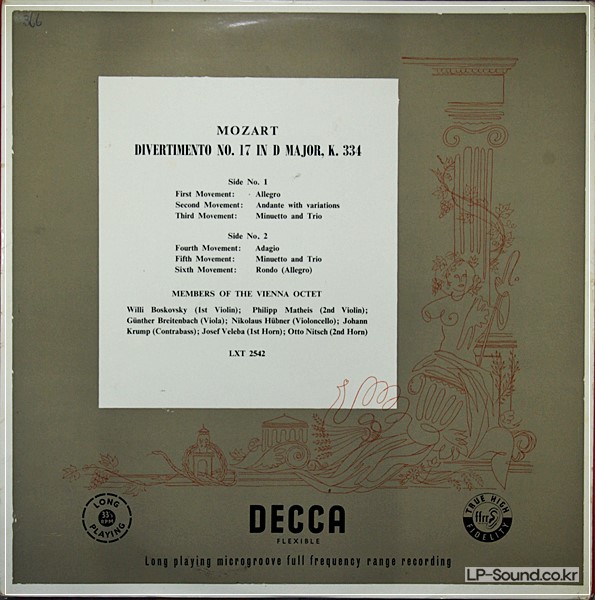 366
MOZART
DIVERTIMENTO NO. 17 IN D MAJOR, K. 334
Side No. 1
First Movement: Allegro
Second Movement: Andante with variations
Third Movement: Minuetto and Trio
Side No. 2
Fourth Movement: Adagio
Fifth Movement: Minuetto and Trio
Sixth Movement: Rondo (Allegro)
MEMBERS OF THE VIENNA OCTET
Willi Boskovsky (1st Violin); Philipp Matheis (2nd Violin);
Günther Breitenbach (Viola); Nikolaus Hübner (Violoncello); Johann
Krump (Contrabass); Josef Veleba (1st Horn); Otto Nitsch (2nd Horn)
LXT 2542
LONG
33⅓
RPM
PLAYING
DECCA
FLEXIBLE
TRUE HIGH
ffrr
FIDELITY
Long playing microgroove full frequency range recording
LP-Sound.co.kr